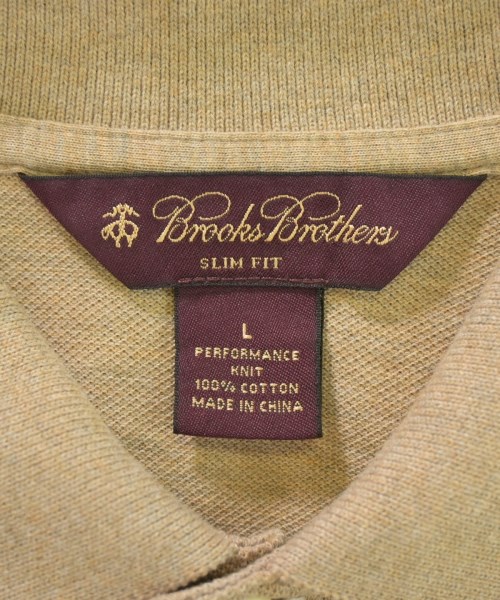 Brooks Brothers
SLIM FIT
L
PERFORMANCE
KNIT
100% COTTON
MADE IN CHINA